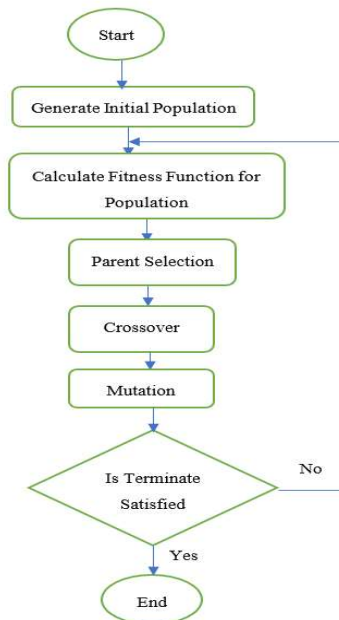 Start
Generate Initial Population
Calculate Fitness Function for
Population
Parent Selection
Crossover
Mutation
Is Terminate
Satisfied
No
Yes
End